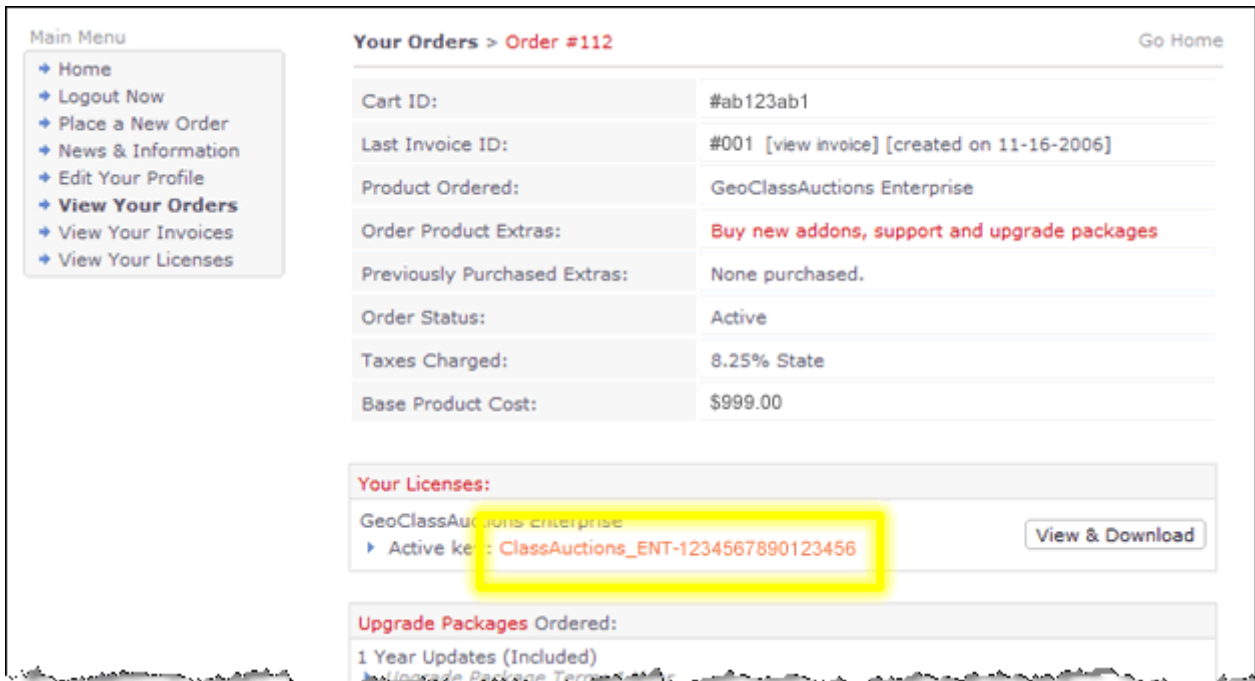 Main Menu
Home
Logout Now
Place a New Order
News & Information
Edit Your Profile
View Your Orders
View Your Invoices
View Your Licenses
Your Orders > Order #112
Go Home
Cart ID: #ab123ab1
Last Invoice ID: #001 [view invoice] [created on 11-16-2006]
Product Ordered: GeoClassAuctions Enterprise
Order Product Extras: Buy new addons, support and upgrade packages
Previously Purchased Extras: None purchased.
Order Status: Active
Taxes Charged: 8.25% State
Base Product Cost: $999.00
Your Licenses:
GeoClassAuctions Enterprise
Active key: ClassAuctions_ENT-1234567890123456
View & Download
Upgrade Packages Ordered:
1 Year Updates (Included)
Upgrade Package Term